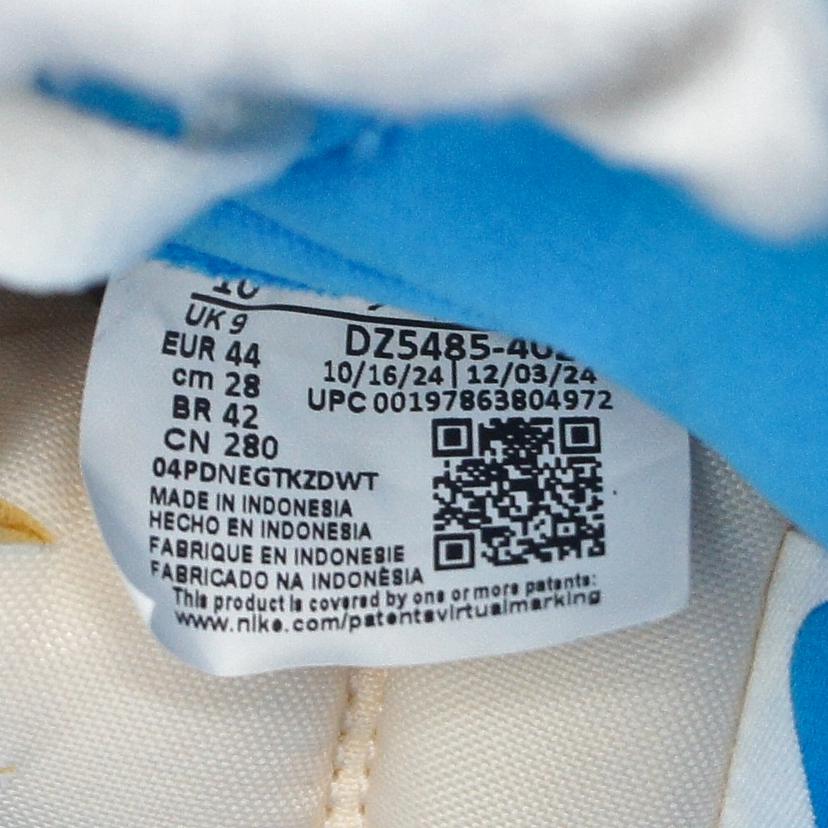 10
UK 9
EUR 44
cm 28
BR 42
CN 280
DZ5485-402
10/16/24 | 12/03/24
UPC 00197863804972
04PDNEGTKZDWT
MADE IN INDONESIA
HECHO EN INDONESIA
FABRIQUE EN INDONESIE
FABRICADO NA INDONÉSIA
This product is covered by one or more patents:
www.nike.com/patentsvirtualmarking